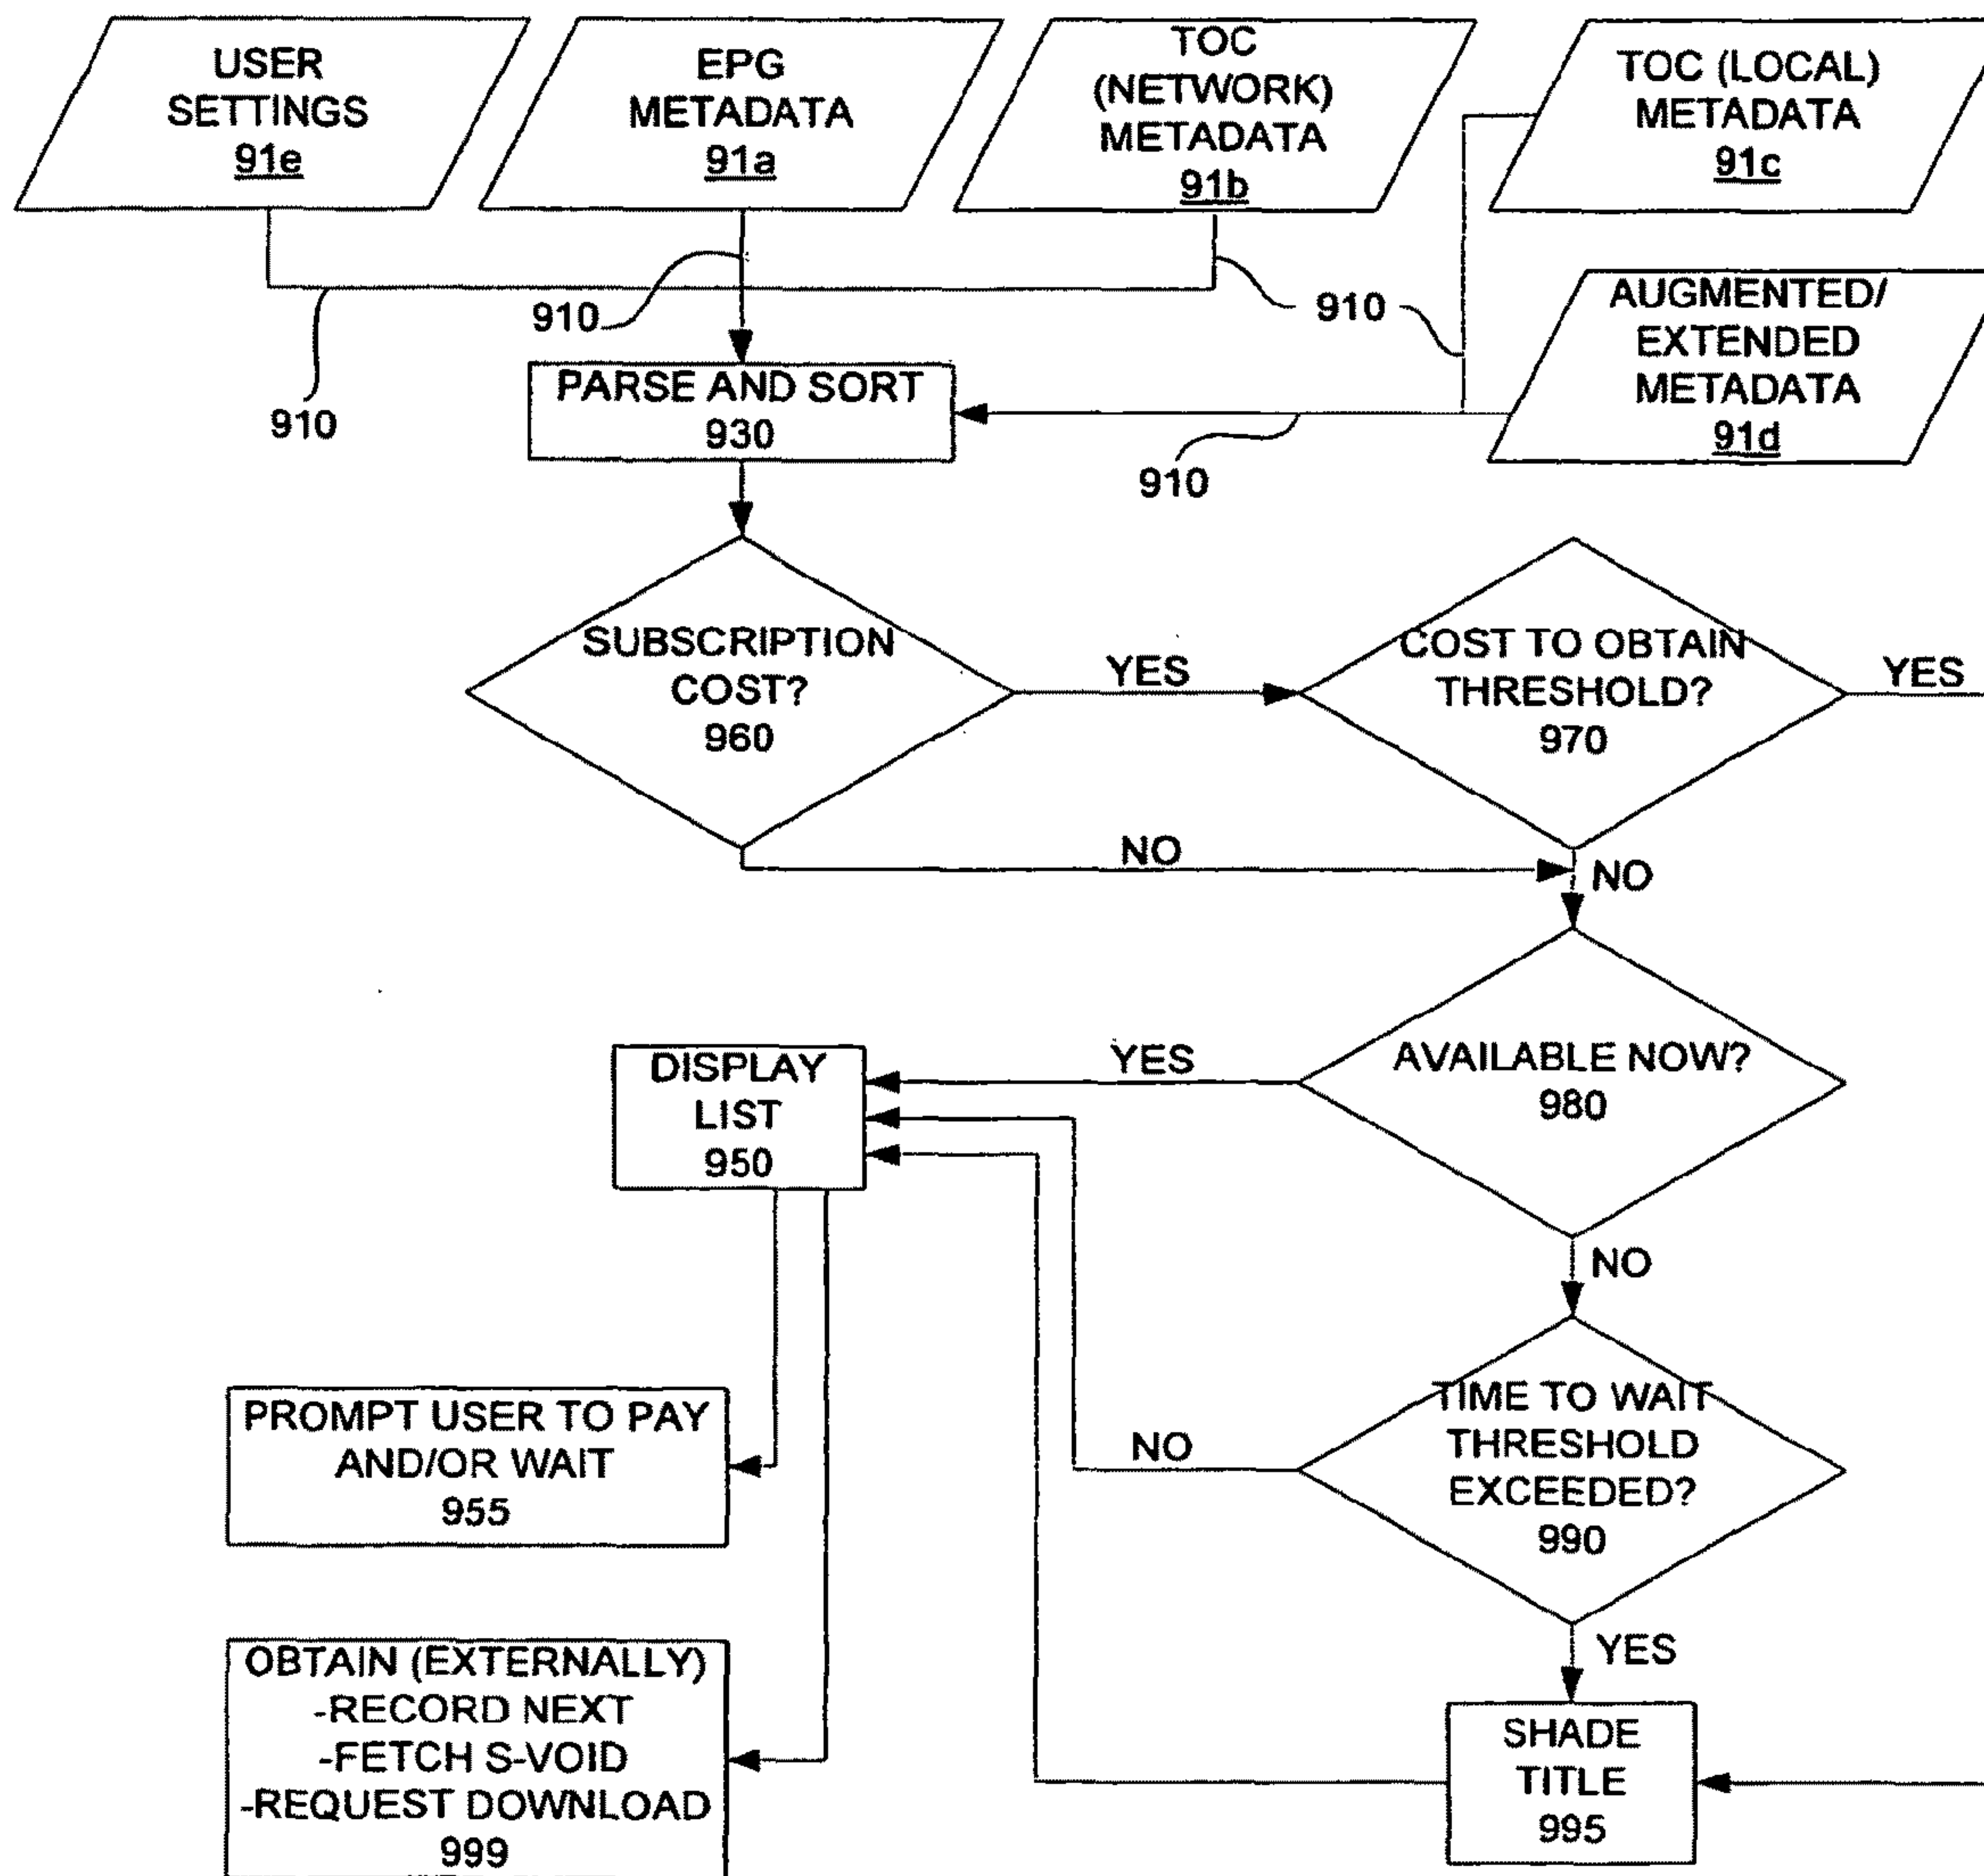 USER
SETTINGS
91e
EPG
METADATA
91a
TOC
(NETWORK)
METADATA
91b
TOC (LOCAL)
METADATA
91c
AUGMENTED/
EXTENDED
METADATA
91d
910
910
910
910
PARSE AND SORT
930
SUBSCRIPTION
COST?
960
YES
COST TO OBTAIN
THRESHOLD?
970
YES
NO
NO
AVAILABLE NOW?
980
YES
DISPLAY
LIST
950
NO
TIME TO WAIT
THRESHOLD
EXCEEDED?
990
NO
PROMPT USER TO PAY
AND/OR WAIT
955
YES
OBTAIN (EXTERNALLY)
-RECORD NEXT
-FETCH S-VOID
-REQUEST DOWNLOAD
999
SHADE
TITLE
995